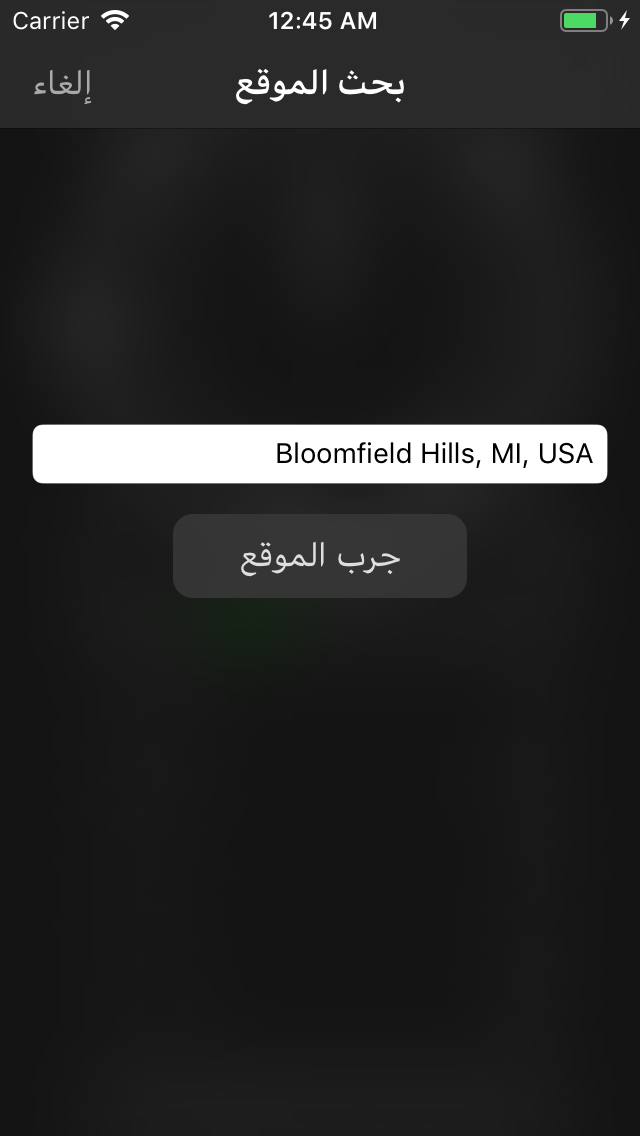 Carrier 12:45 AM
بحث الموقع إلغاء
Bloomfield Hills, MI, USA
جرب الموقع